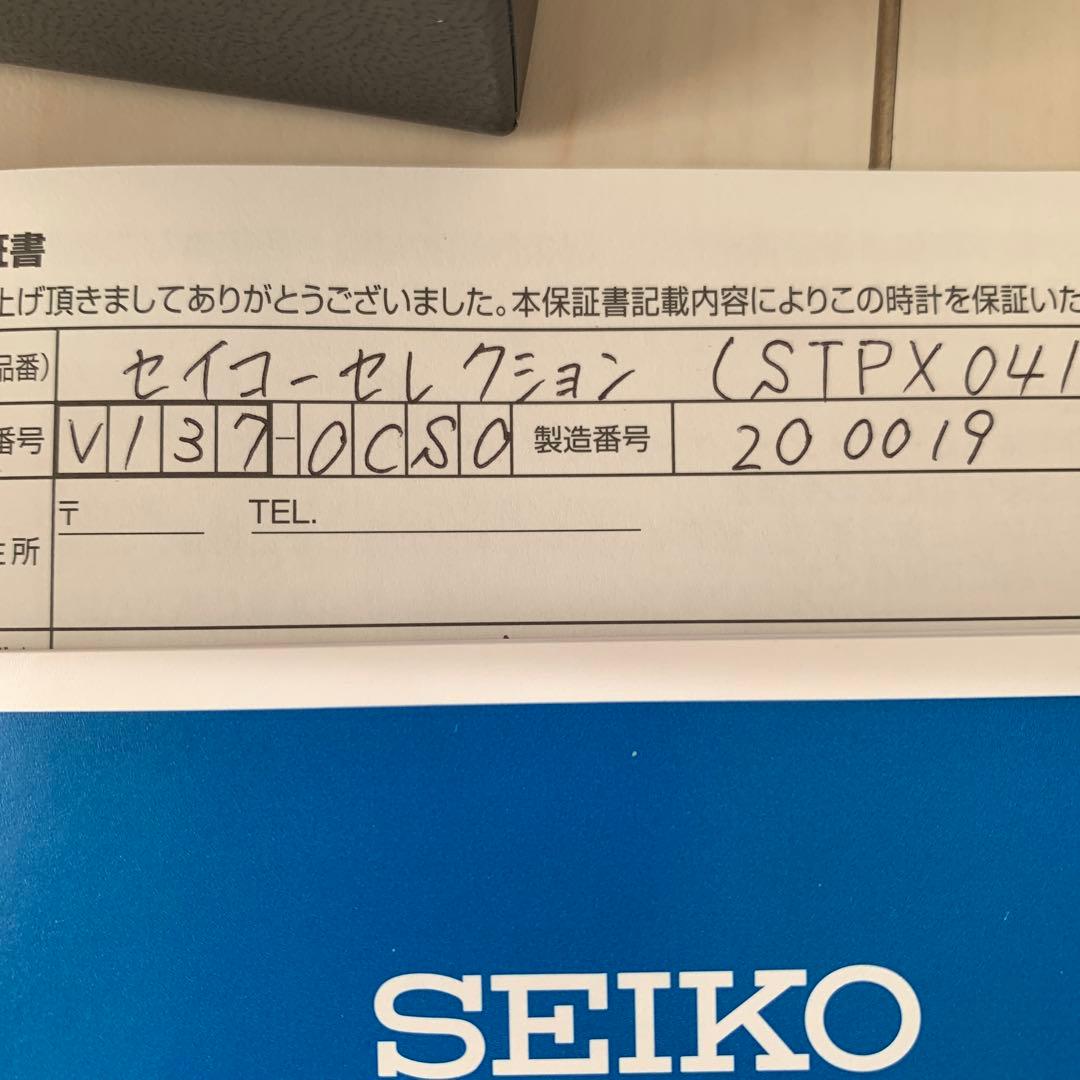 証書
上げ頂きましてありがとうございました。本保証書記載内容によりこの時計を保証いた
品番) セイコーセレクション (STPX041
番号 V137-0CS0 製造番号 200019
〒 TEL.
住所
SEIKO